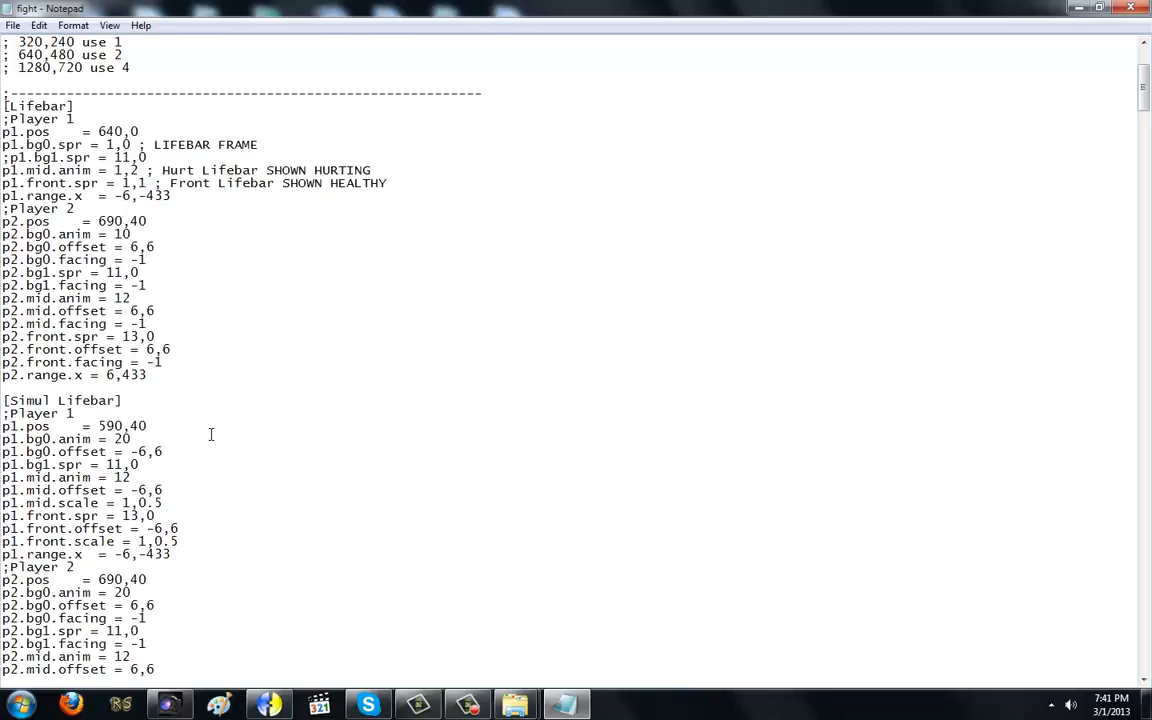 fight - Notepad
File Edit Format View Help
; 320,240 use 1
; 640,480 use 2
; 1280,720 use 4
;-----------------------------------------------------------
[Lifebar]
;Player 1
p1.pos    = 640,0
p1.bg0.spr = 1,0 ; LIFEBAR FRAME
;p1.bg1.spr = 11,0
p1.mid.anim = 1,2 ; Hurt Lifebar SHOWN HURTING
p1.front.spr = 1,1 ; Front Lifebar SHOWN HEALTHY
p1.range.x  = -6,-433
;Player 2
p2.pos    = 690,40
p2.bg0.anim = 10
p2.bg0.offset = 6,6
p2.bg0.facing = -1
p2.bg1.spr = 11,0
p2.bg1.facing = -1
p2.mid.anim = 12
p2.mid.offset = 6,6
p2.mid.facing = -1
p2.front.spr = 13,0
p2.front.offset = 6,6
p2.front.facing = -1
p2.range.x = 6,433
[Simul Lifebar]
;Player 1
p1.pos    = 590,40
p1.bg0.anim = 20
p1.bg0.offset = -6,6
p1.bg1.spr = 11,0
p1.mid.anim = 12
p1.mid.offset = -6,6
p1.mid.scale = 1,0.5
p1.front.spr = 13,0
p1.front.offset = -6,6
p1.front.scale = 1,0.5
p1.range.x  = -6,-433
;Player 2
p2.pos    = 690,40
p2.bg0.anim = 20
p2.bg0.offset = 6,6
p2.bg0.facing = -1
p2.bg1.spr = 11,0
p2.bg1.facing = -1
p2.mid.anim = 12
p2.mid.offset = 6,6
RS
321
7:41 PM
3/1/2013